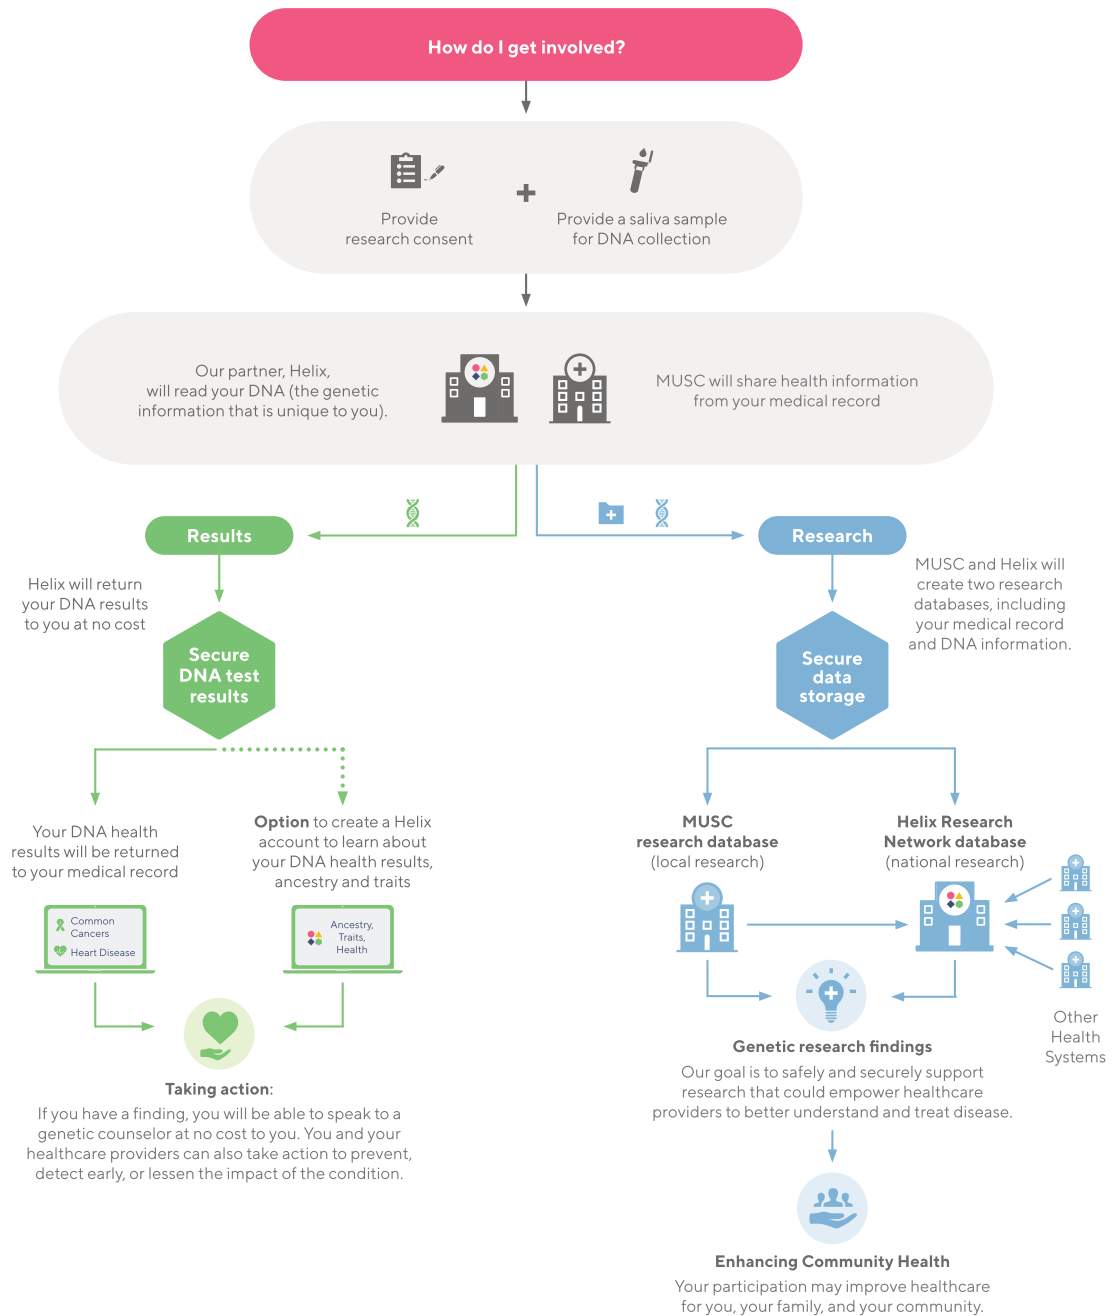 How do I get involved?
Provide
research consent
Provide a saliva sample
for DNA collection
Our partner, Helix,
will read your DNA (the genetic
information that is unique to you).
MUSC will share health information
from your medical record
Results
Helix will return
your DNA results
to you at no cost
Secure
DNA test
results
Your DNA health
results will be returned
to your medical record
Option to create a Helix
account to learn about
your DNA health results,
ancestry and traits
Common
Cancers
Heart Disease
Ancestry,
Traits,
Health
Taking action:
If you have a finding, you will be able to speak to a
genetic counselor at no cost to you. You and your
healthcare providers can also take action to prevent,
detect early, or lessen the impact of the condition.
Research
MUSC and Helix will
create two research
databases, including
your medical record
and DNA information.
Secure
data
storage
MUSC
research database
(local research)
Helix Research
Network database
(national research)
Other
Health
Systems
Genetic research findings
Our goal is to safely and securely support
research that could empower healthcare
providers to better understand and treat disease.
Enhancing Community Health
Your participation may improve healthcare
for you, your family, and your community.